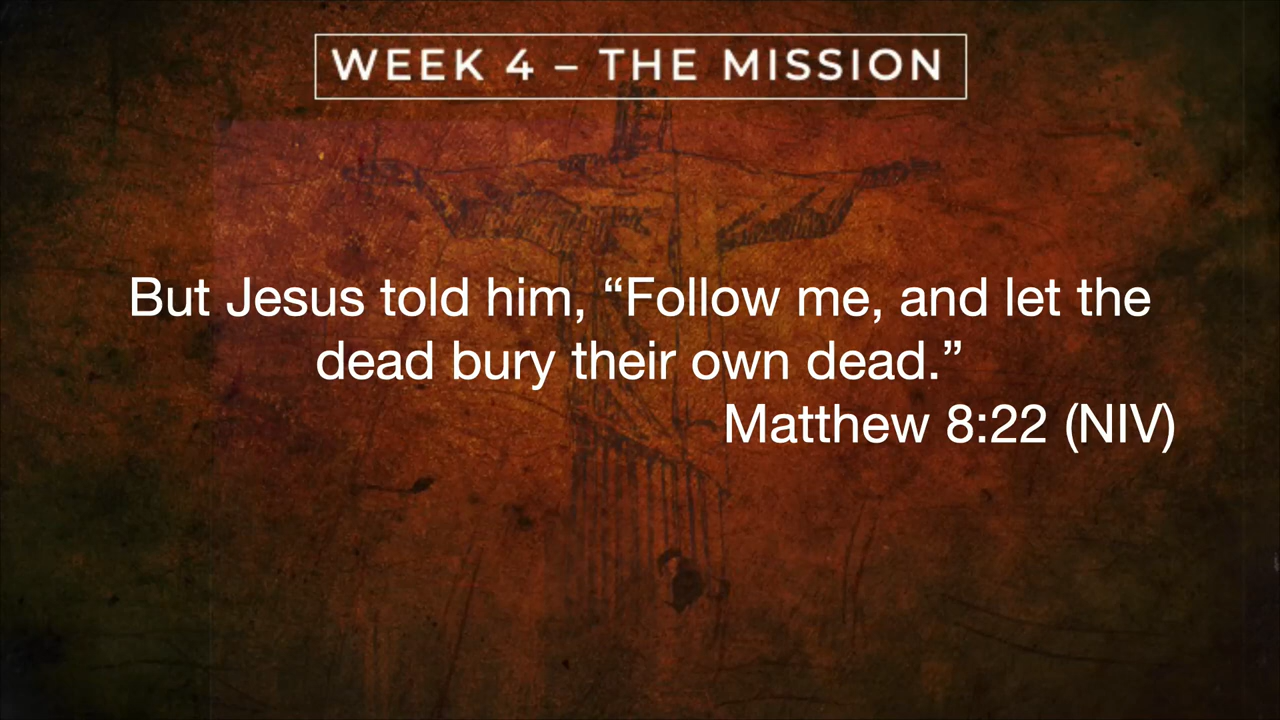 WEEK 4 – THE MISSION
But Jesus told him, “Follow me, and let the
dead bury their own dead.”
Matthew 8:22 (NIV)